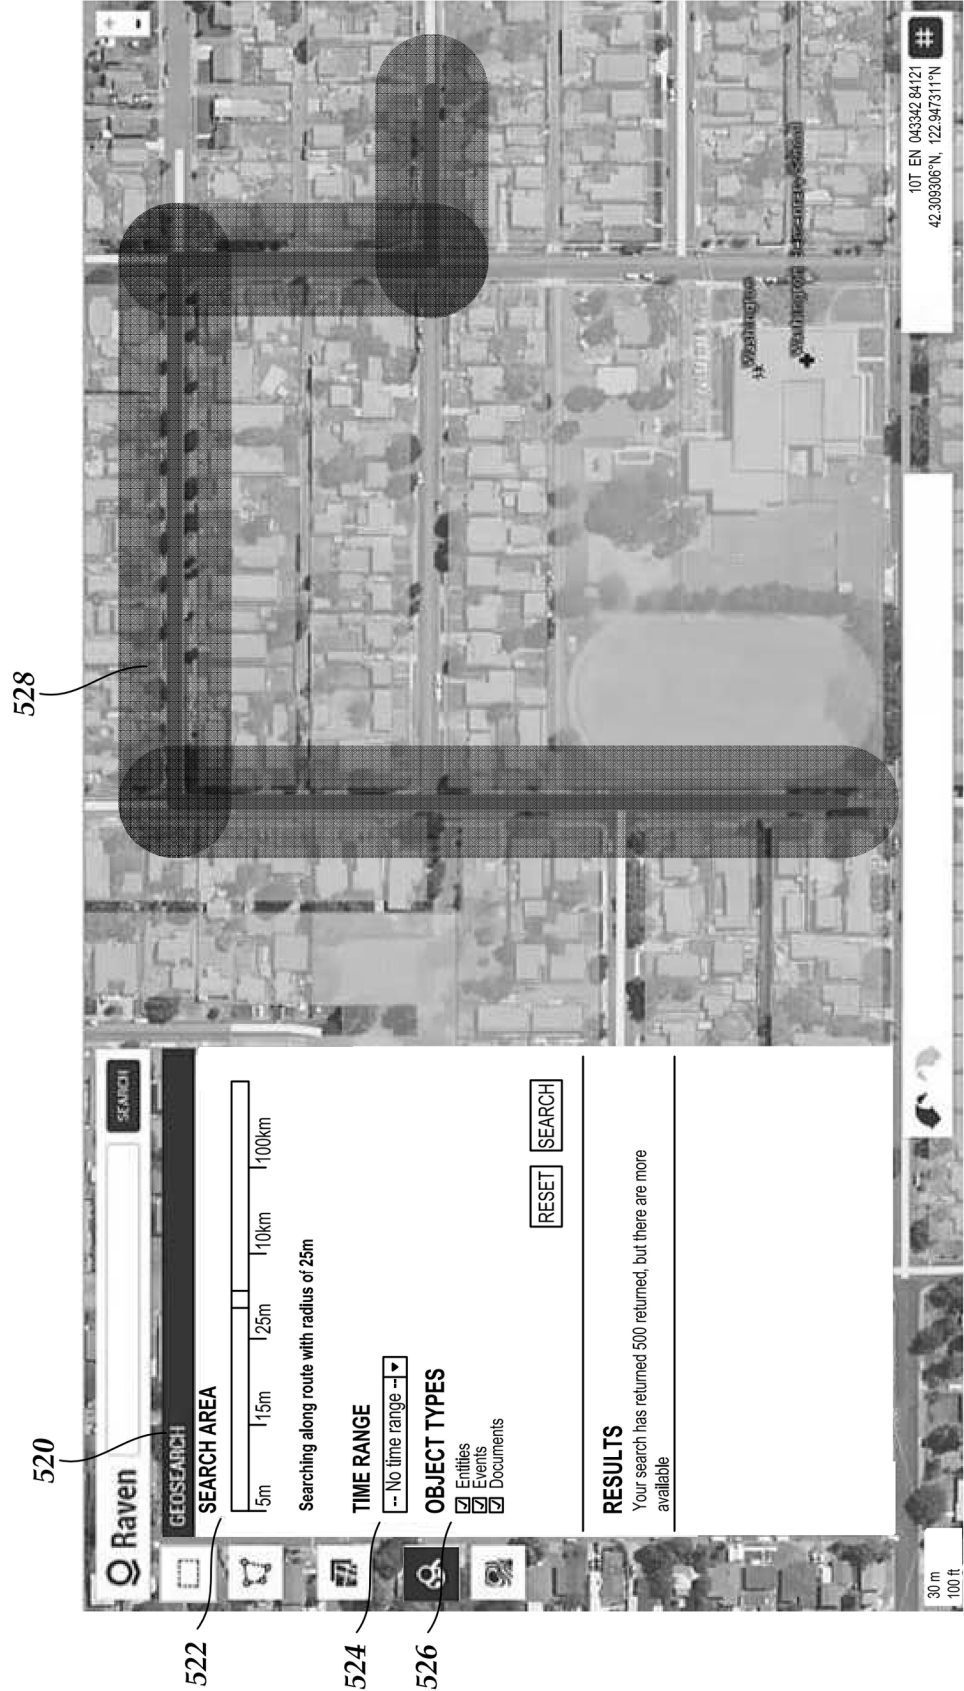 520
528
Raven
SEARCH
GEOSEARCH
522
SEARCH AREA
5m
15m
25m
10km
100km
Searching along route with radius of 25m
524
TIME RANGE
-- No time range --
526
OBJECT TYPES
Entities
Events
Documents
RESET
SEARCH
RESULTS
Your search has returned 500 returned, but there are more
available
Washington
Washington Elementary School
30 m
100 ft
10T EN 043342 84121
42.309306°N, 122.947311°N